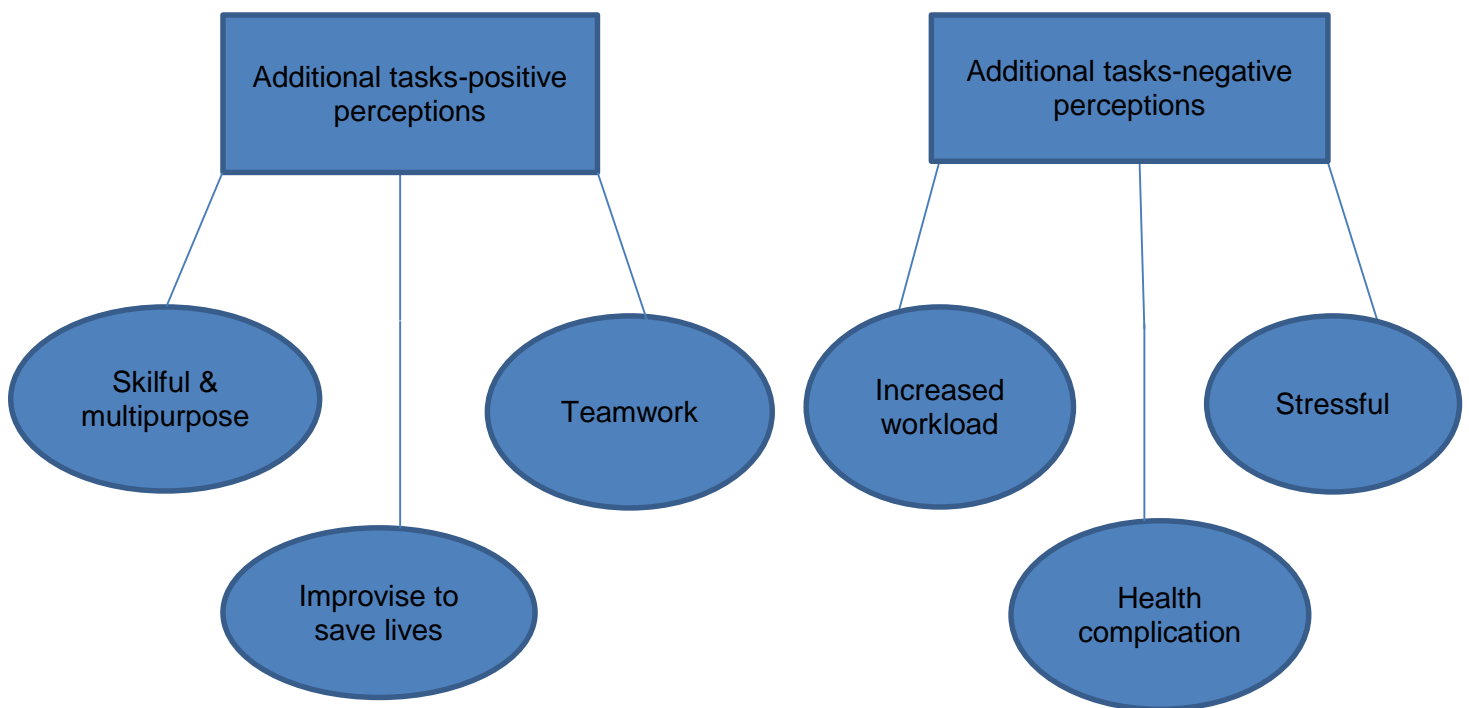 Additional tasks-positive
perceptions
Additional tasks-negative
perceptions
Skilful &
multipurpose
Teamwork
Improvise to
save lives
Increased
workload
Stressful
Health
complication